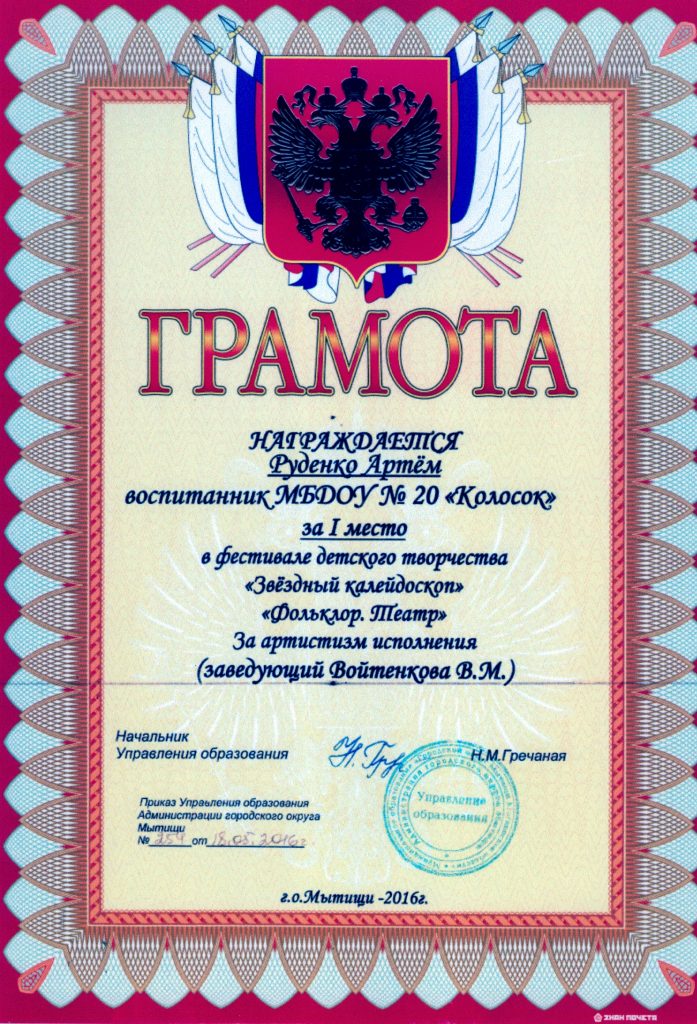 ГРАМОТА
НАГРАЖДАЕТСЯ
Руденко Артём
воспитанник МБДОУ № 20 «Колосок»
за I место
в фестивале детского творчества
«Звёздный калейдоскоп»
«Фольклор. Театр»
За артистизм исполнения
(заведующий Войтенкова В.М.)
Начальник
Управления образования
Н.М.Гречаная
Управление
образования
Приказ Управления образования
Администрации городского округа
Мытищи
№ 254 от 18.05.2016г.
г.о.Мытищи -2016г.
ЗНАК ПОЧЕТА